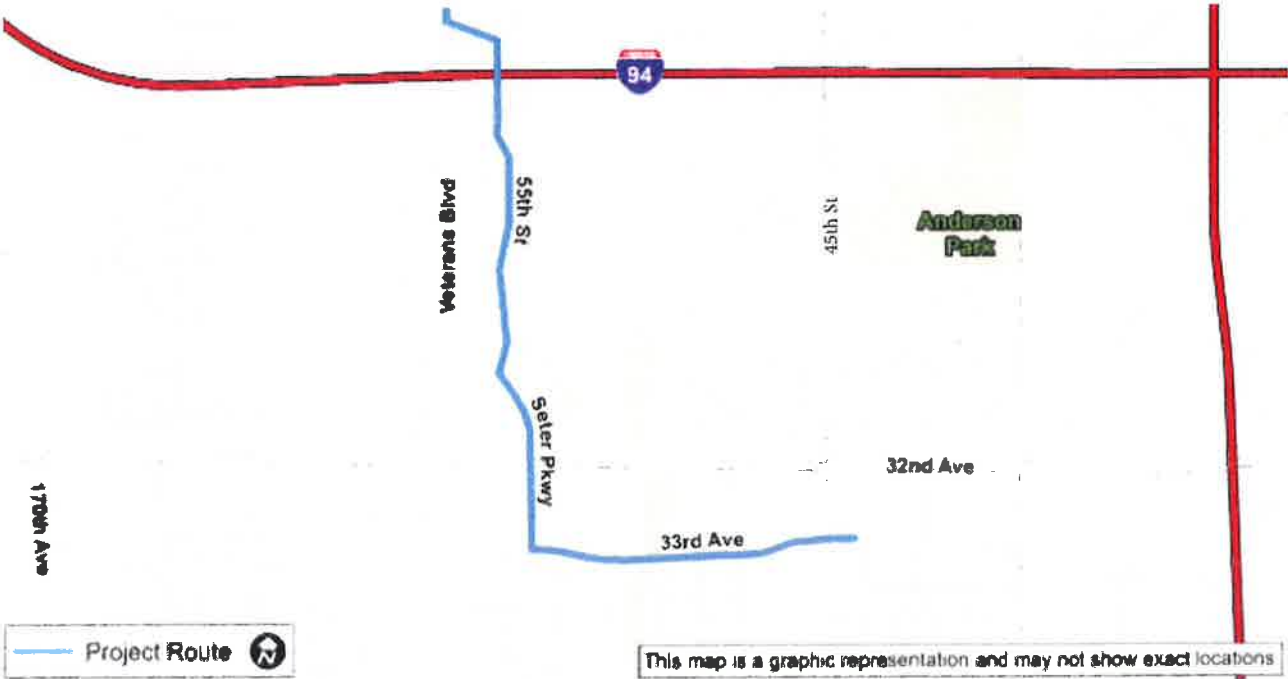 94
55th St
Veterans Blvd
45th St
Anderson
Park
Seter Pkwy
32nd Ave
170th Ave
33rd Ave
Project Route
N
This map is a graphic representation and may not show exact locations